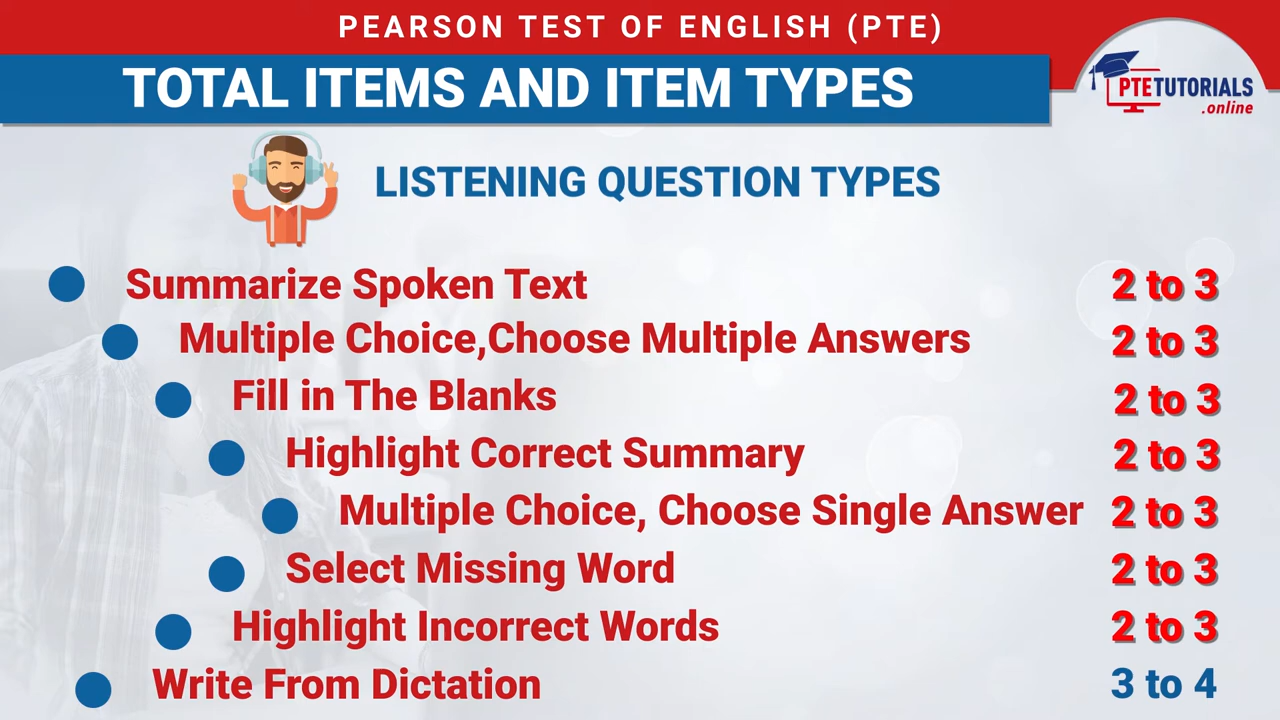 PEARSON TEST OF ENGLISH (PTE)
TOTAL ITEMS AND ITEM TYPES
PTETUTORIALS
.online
LISTENING QUESTION TYPES
Summarize Spoken Text 2 to 3
Multiple Choice,Choose Multiple Answers 2 to 3
Fill in The Blanks 2 to 3
Highlight Correct Summary 2 to 3
Multiple Choice, Choose Single Answer 2 to 3
Select Missing Word 2 to 3
Highlight Incorrect Words 2 to 3
Write From Dictation 3 to 4